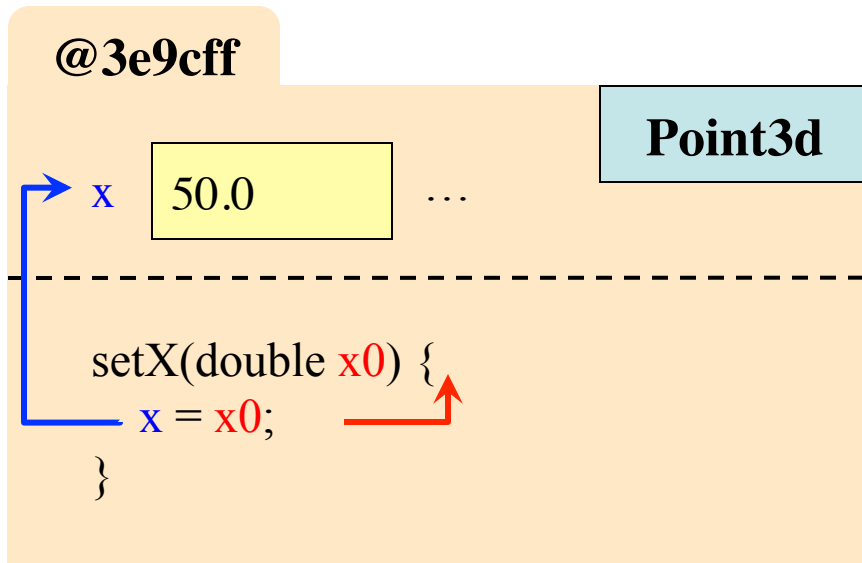 @3e9cff
Point3d
x 50.0 …
setX(double x0) {
x = x0;
}